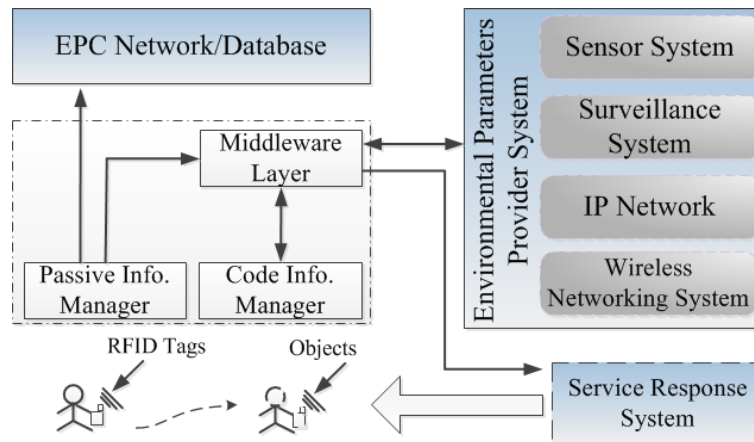 EPC Network/Database
Middleware
Layer
Passive Info.
Manager
Code Info.
Manager
RFID Tags
Objects
Environmental Parameters
Provider System
Sensor System
Surveillance
System
IP Network
Wireless
Networking System
Service Response
System